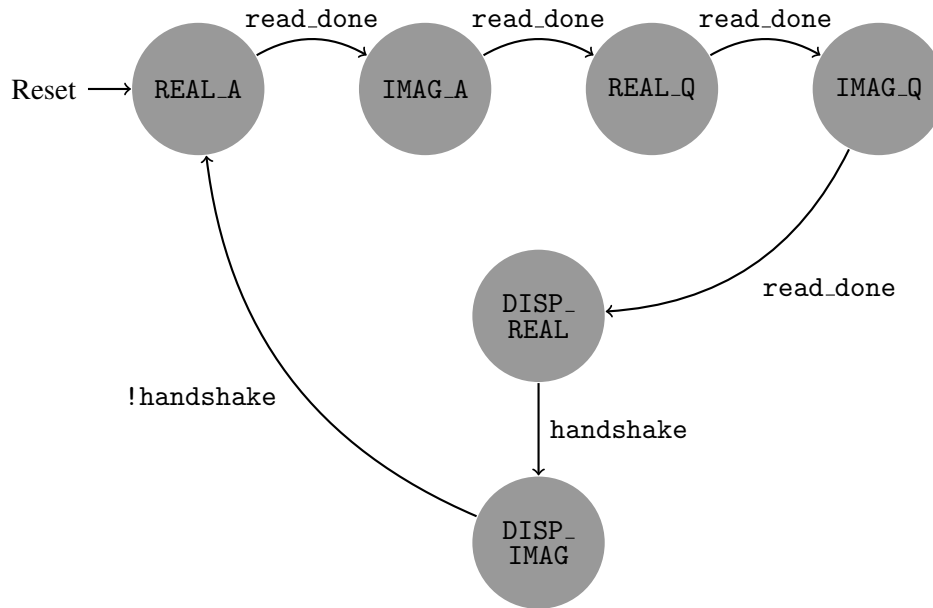 read_done
read_done
read_done
Reset
REAL_A
IMAG_A
REAL_Q
IMAG_Q
read_done
DISP_
REAL
!handshake
handshake
DISP_
IMAG